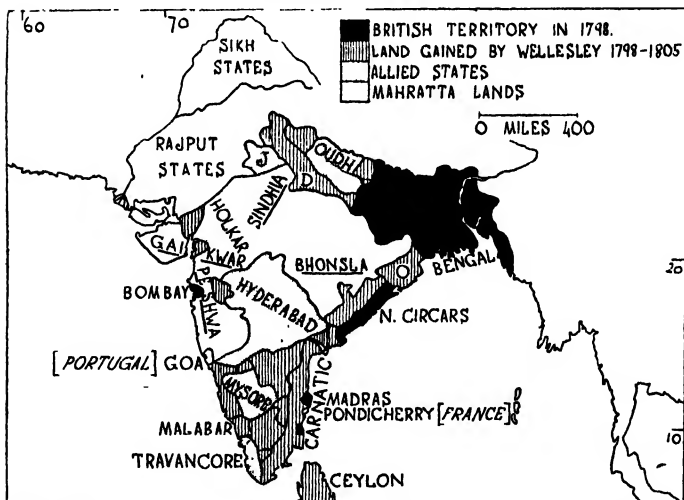 60
70
BRITISH TERRITORY IN 1798.
LAND GAINED BY WELLESLEY 1798-1805
ALLIED STATES
MAHRATTA LANDS
0 MILES 400
SIKH
STATES
RAJPUT
STATES
J
OUDH
D
SINDHIA
HOLKAR
GAI
KWAR
BHONSLA
O
BENGAL
20
BOMBAY
PESHWA
HYDERABAD
N. CIRCARS
[PORTUGAL] GOA
MYSORE
CARNATIC
MADRAS
PONDICHERRY [FRANCE]
MALABAR
10
TRAVANCORE
CEYLON